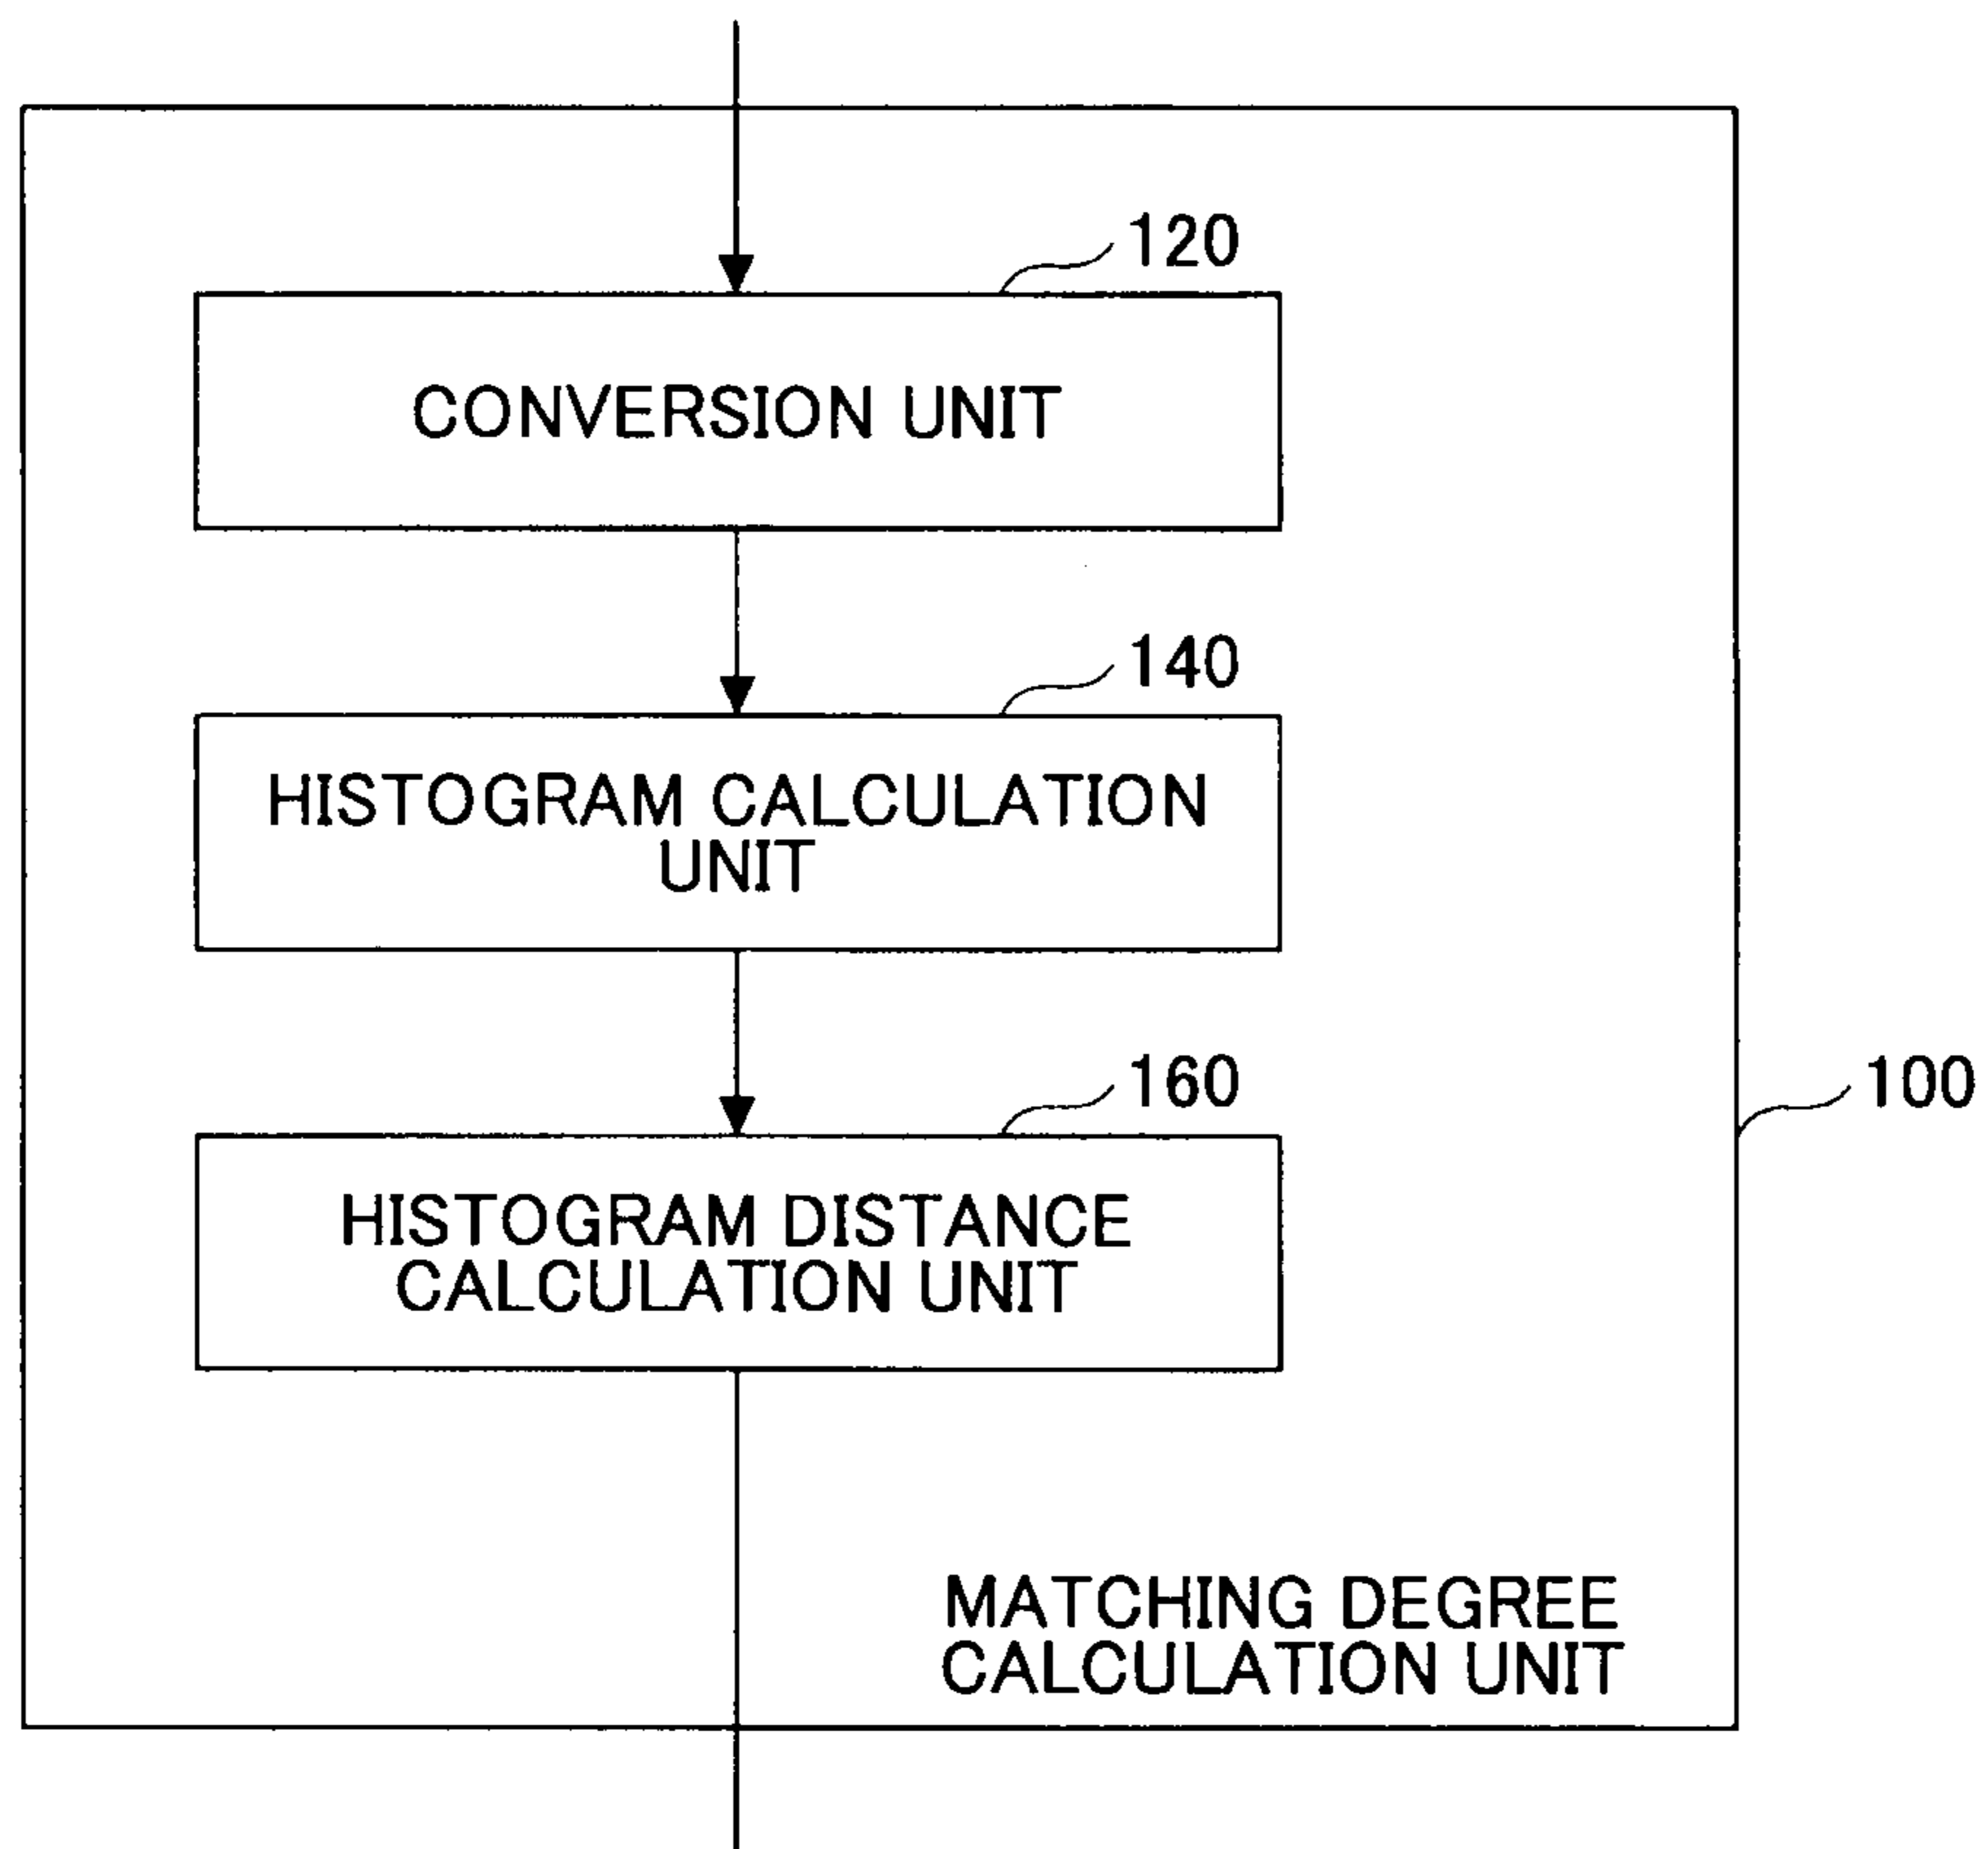 120
CONVERSION UNIT
140
HISTOGRAM CALCULATION
UNIT
160
100
HISTOGRAM DISTANCE
CALCULATION UNIT
MATCHING DEGREE
CALCULATION UNIT